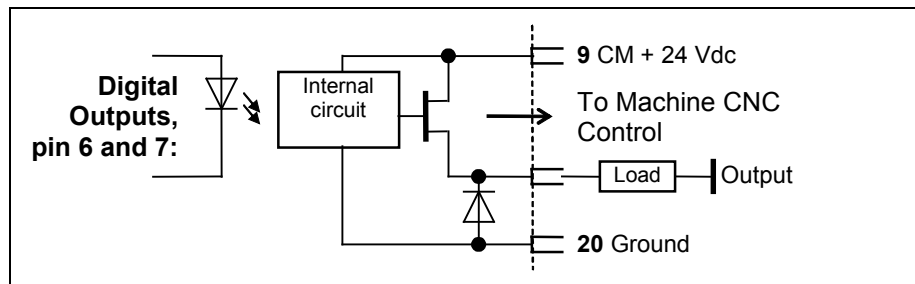 Digital
Outputs,
pin 6 and 7:
Internal
circuit
9 CM + 24 Vdc
To Machine CNC
Control
Load
Output
20 Ground